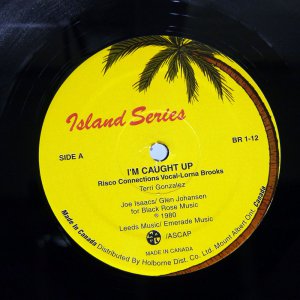 Island Series
SIDE A
BR 1-12
I'M CAUGHT UP
Risco Connections Vocal-Lorna Brooks
Terri Gonzalez
Joe Isaacs/ Glen Johansen
for Black Rose Music
℗ 1980
Leeds Music/ Emerade Music
/ASCAP
MADE IN CANADA
Made In Canada Distributed By Holborne Dist. Co. Ltd. Mount Albert Ont. Canada